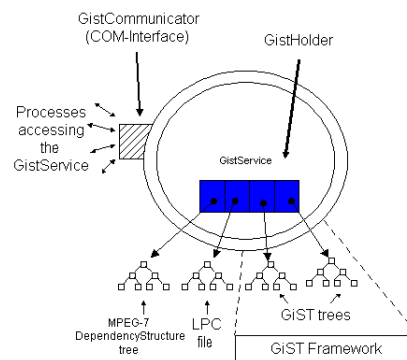 GistCommunicator
(COM-Interface)
GistHolder
Processes
accessing
the
GistService
GistService
MPEG-7
DependencyStructure
tree
LPC
file
GiST trees
GiST Framework